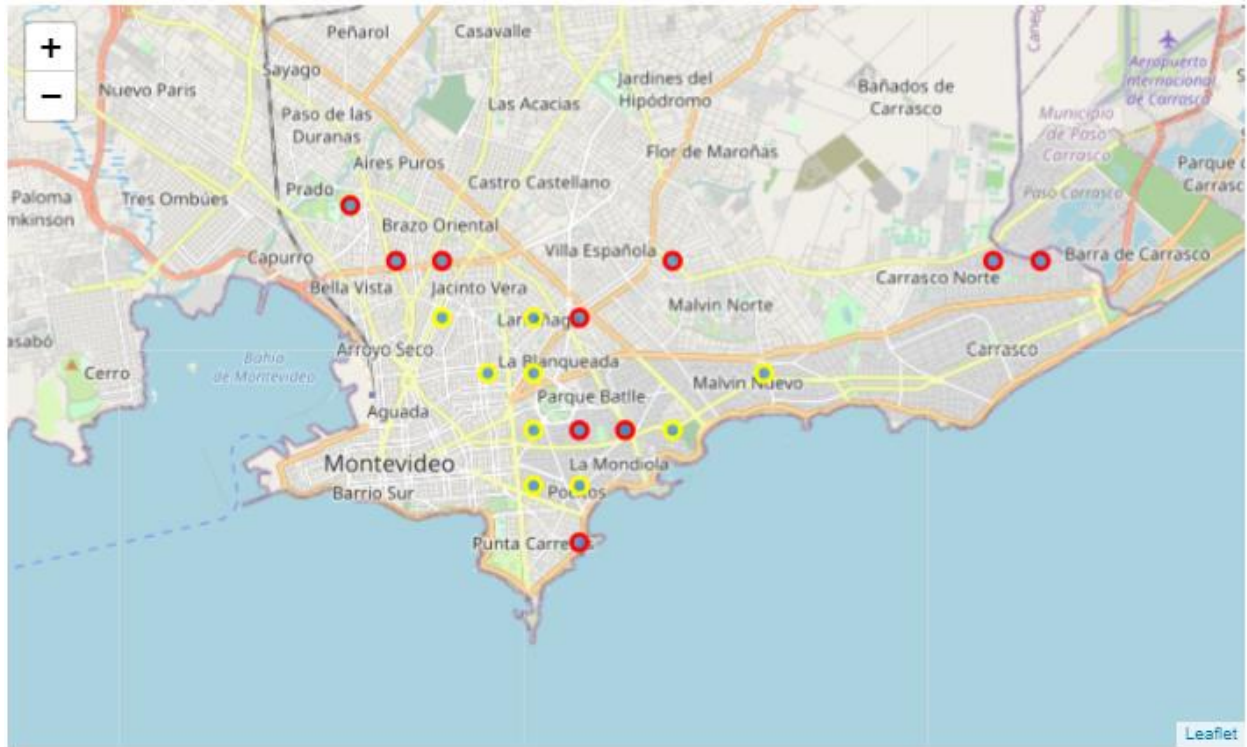 +
−
Peñarol
Casavalle
Sayago
Nuevo Paris
Jardines del
Hipódromo
Bañados de
Carrasco
Aeropuerto
Internacional
de Carrasco
Las Acacias
Paso de las
Duranas
Municipio
de Paso
Carrasco
Flor de Maroñas
Aires Puros
Parque
Castro Castellano
Prado
Paso Carrasco
Paloma
Tres Ombúes
Brazo Oriental
Capurro
Villa Española
Barra de Carrasco
Carrasco Norte
Bella Vista
Jacinto Vera
Malvin Norte
Arroyo Seco
Carrasco
Bahía
de Montevideo
La Blanqueada
Cerro
Malvin Nuevo
Parque Batlle
Aguada
Montevideo
La Mondiola
Barrio Sur
Punta Carre
Leaflet